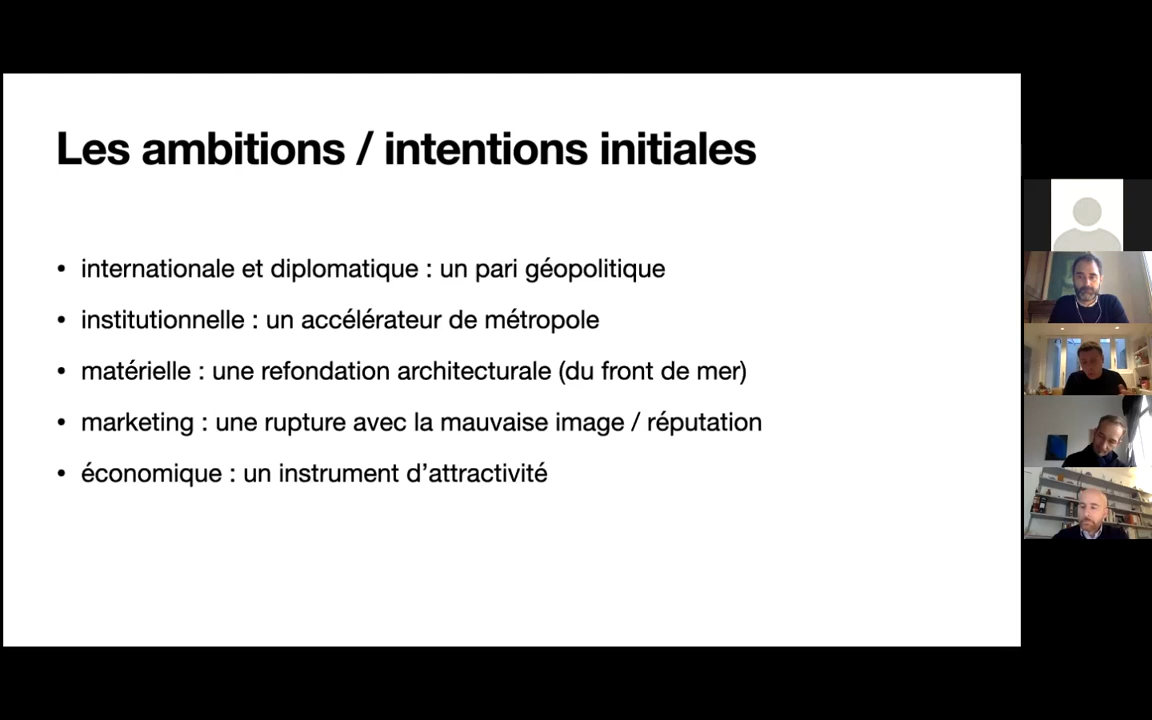 Les ambitions / intentions initiales
• internationale et diplomatique : un pari géopolitique
• institutionnelle : un accélérateur de métropole
• matérielle : une refondation architecturale (du front de mer)
• marketing : une rupture avec la mauvaise image / réputation
• économique : un instrument d’attractivité